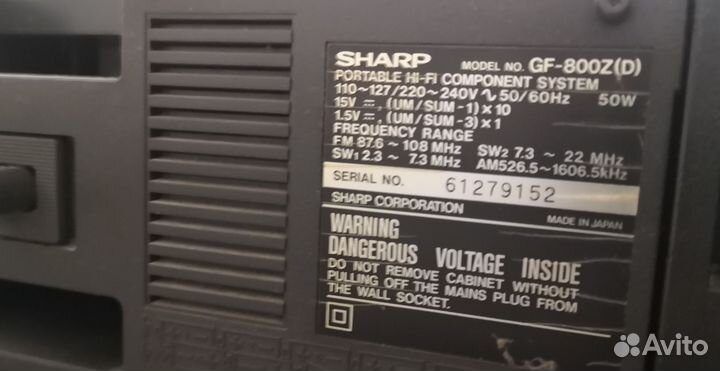 SHARP MODEL NO. GF-800Z(D)
PORTABLE Hi-Fi COMPONENT SYSTEM
110~127/220~240V ∿ 50/60Hz 50W
15V ⎓, (UM/SUM-1) × 10
1.5V ⎓, (UM/SUM-3) × 1
FREQUENCY RANGE
FM 87.6 ~ 108 MHz SW2 7.3 ~ 22 MHz
SW1 2.3 ~ 7.3 MHz AM526.5~1606.5kHz
SERIAL NO. 61279152
SHARP CORPORATION MADE IN JAPAN
WARNING
DANGEROUS VOLTAGE INSIDE
DO NOT REMOVE CABINET WITHOUT
PULLING OFF THE MAINS PLUG FROM
THE WALL SOCKET.
Avito